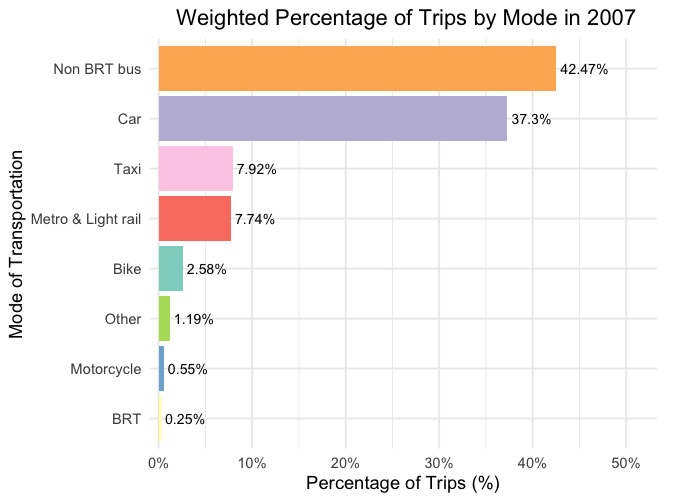 Weighted Percentage of Trips by Mode in 2007
Mode of Transportation
Non BRT bus 42.47%
Car 37.3%
Taxi 7.92%
Metro & Light rail 7.74%
Bike 2.58%
Other 1.19%
Motorcycle 0.55%
BRT 0.25%
0% 10% 20% 30% 40% 50%
Percentage of Trips (%)